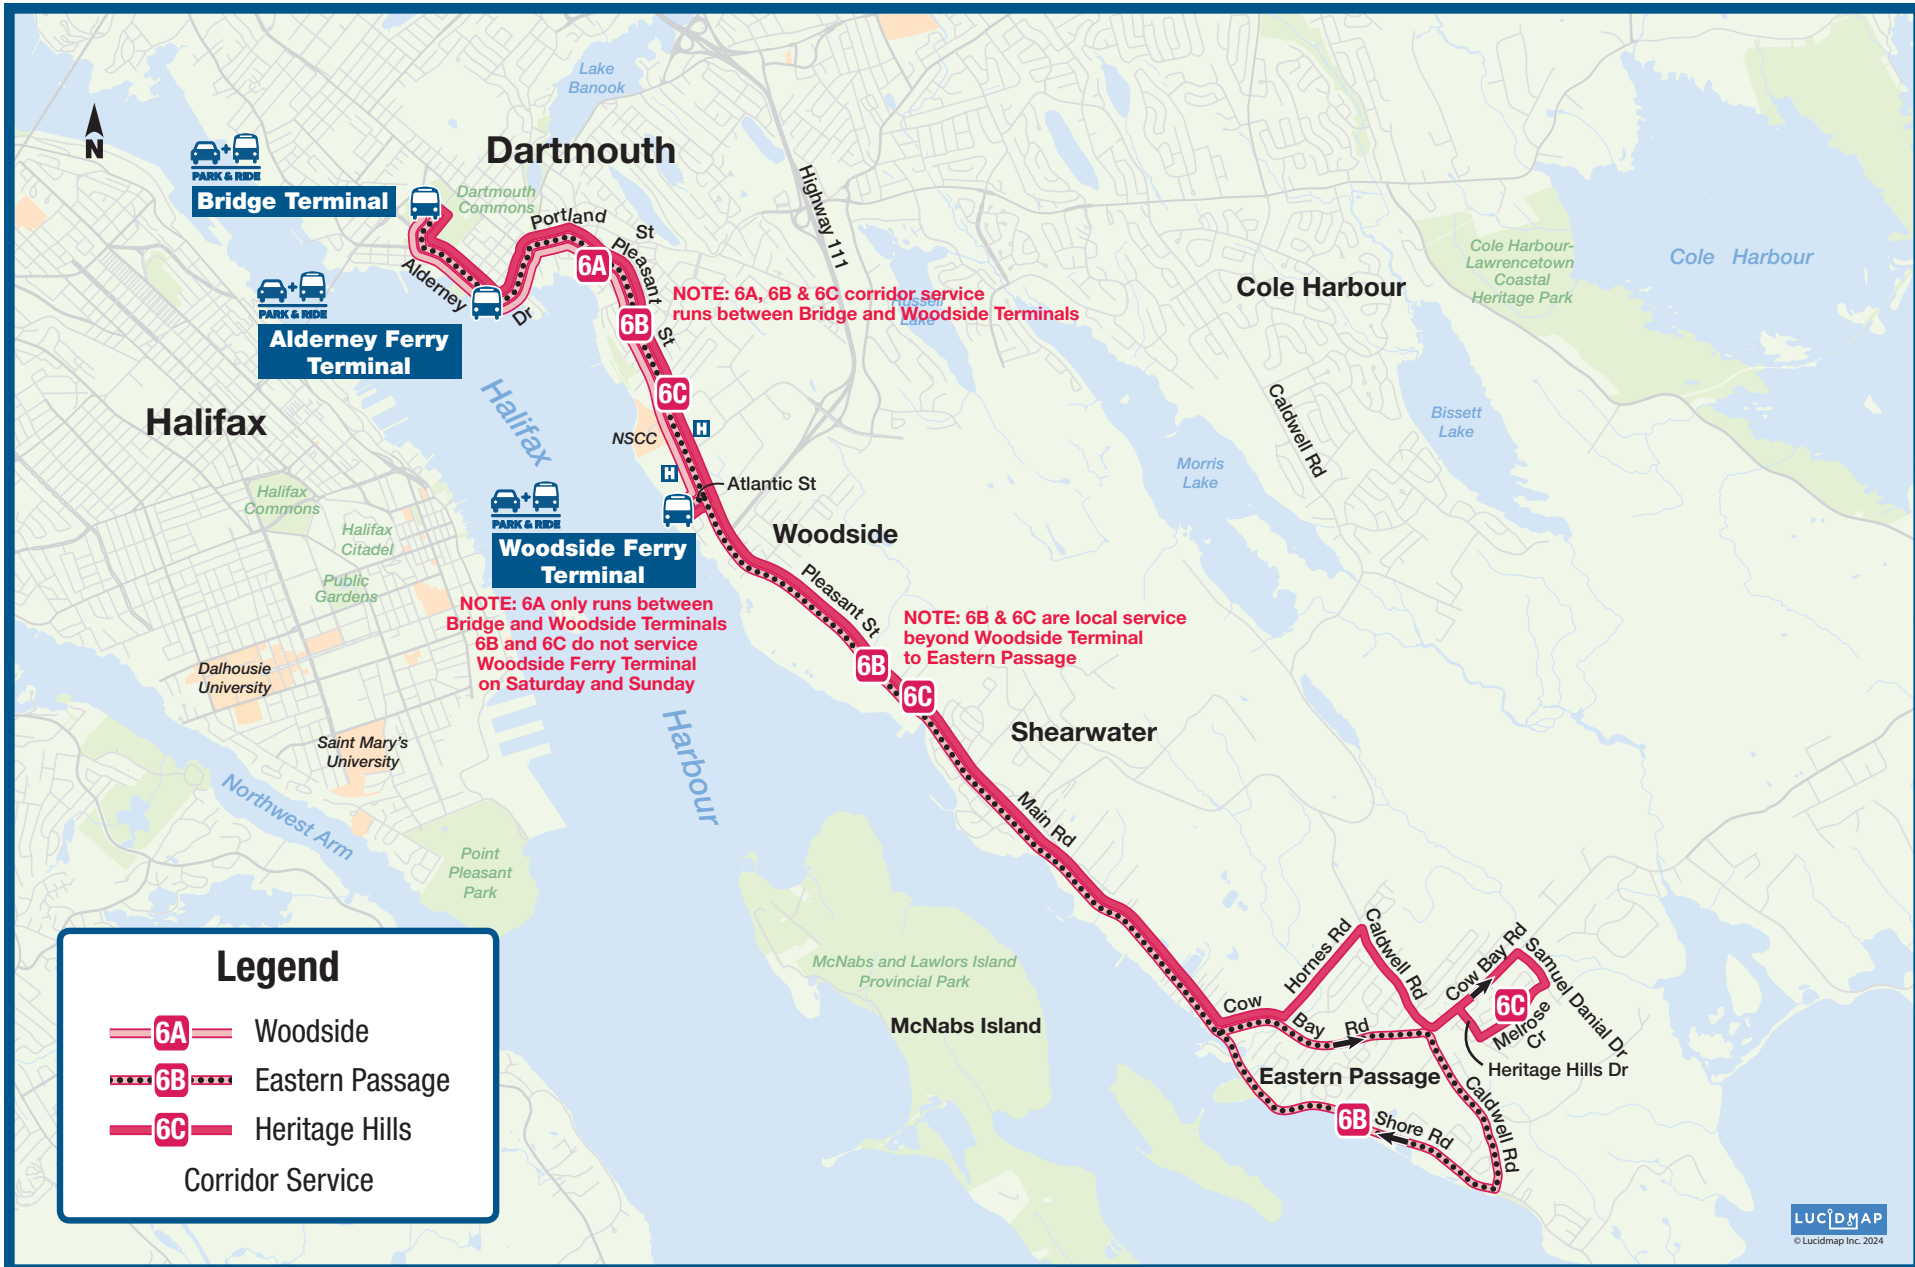 Lake
Banook
N
Dartmouth
PARK & RIDE
Bridge Terminal
Dartmouth
Commons
Portland
St
Pleasant
St
Highway 111
6A
Alderney
Dr
PARK & RIDE
Alderney Ferry
Terminal
6B
NOTE: 6A, 6B & 6C corridor service
runs between Bridge and Woodside Terminals
Russell
Lake
Cole Harbour
Cole Harbour-
Lawrencetown
Coastal
Heritage Park
Cole Harbour
6C
Halifax
Halifax
NSCC
H
H
Caldwell Rd
Bissett
Lake
Morris
Lake
Atlantic St
Halifax
Commons
Halifax
Citadel
Public
Gardens
PARK & RIDE
Woodside Ferry
Terminal
Woodside
NOTE: 6A only runs between
Bridge and Woodside Terminals
6B and 6C do not service
Woodside Ferry Terminal
on Saturday and Sunday
Pleasant St
NOTE: 6B & 6C are local service
beyond Woodside Terminal
to Eastern Passage
6B
6C
Dalhousie
University
Saint Mary's
University
Harbour
Shearwater
Northwest Arm
Main Rd
Point
Pleasant
Park
McNabs and Lawlors Island
Provincial Park
McNabs Island
Hornes Rd
Caldwell Rd
Cow Bay Rd
Samuel Danial Dr
6C
Melrose
Cr
Heritage Hills Dr
Cow
Bay
Rd
Eastern Passage
6B
Shore Rd
Caldwell Rd
Legend
6A Woodside
6B Eastern Passage
6C Heritage Hills
Corridor Service
LUCIDMAP
© Lucidmap Inc. 2024